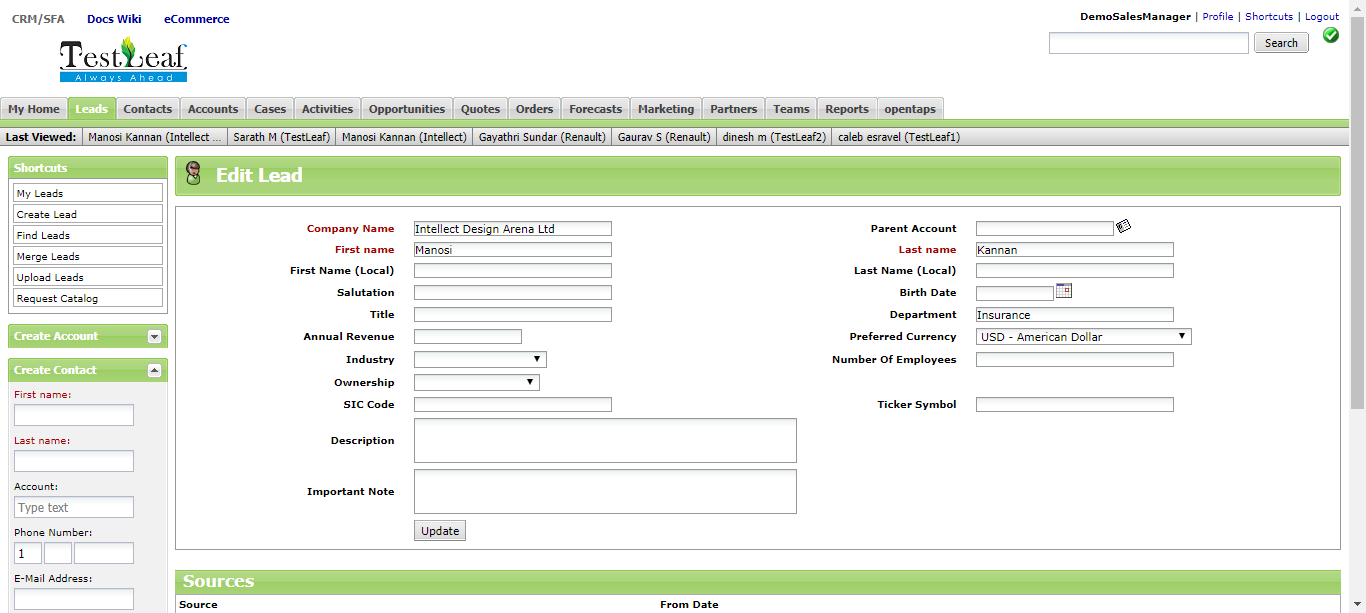 CRM/SFA Docs Wiki eCommerce
DemoSalesManager | Profile | Shortcuts | Logout
TestLeaf
Always Ahead
Search
My Home Leads Contacts Accounts Cases Activities Opportunities Quotes Orders Forecasts Marketing Partners Teams Reports opentaps
Last Viewed: Manosi Kannan (Intellect ... Sarath M (TestLeaf) Manosi Kannan (Intellect) Gayathri Sundar (Renault) Gaurav S (Renault) dinesh m (TestLeaf2) caleb esravel (TestLeaf1)
Shortcuts
My Leads
Create Lead
Find Leads
Merge Leads
Upload Leads
Request Catalog
Create Account
Create Contact
First name:
Last name:
Account:
Type text
Phone Number:
1
E-Mail Address:
Edit Lead
Company Name Intellect Design Arena Ltd Parent Account
First name Manosi Last name Kannan
First Name (Local) Last Name (Local)
Salutation Birth Date
Title Department Insurance
Annual Revenue Preferred Currency USD - American Dollar
Industry Number Of Employees
Ownership
SIC Code Ticker Symbol
Description
Important Note
Update
Sources
Source From Date